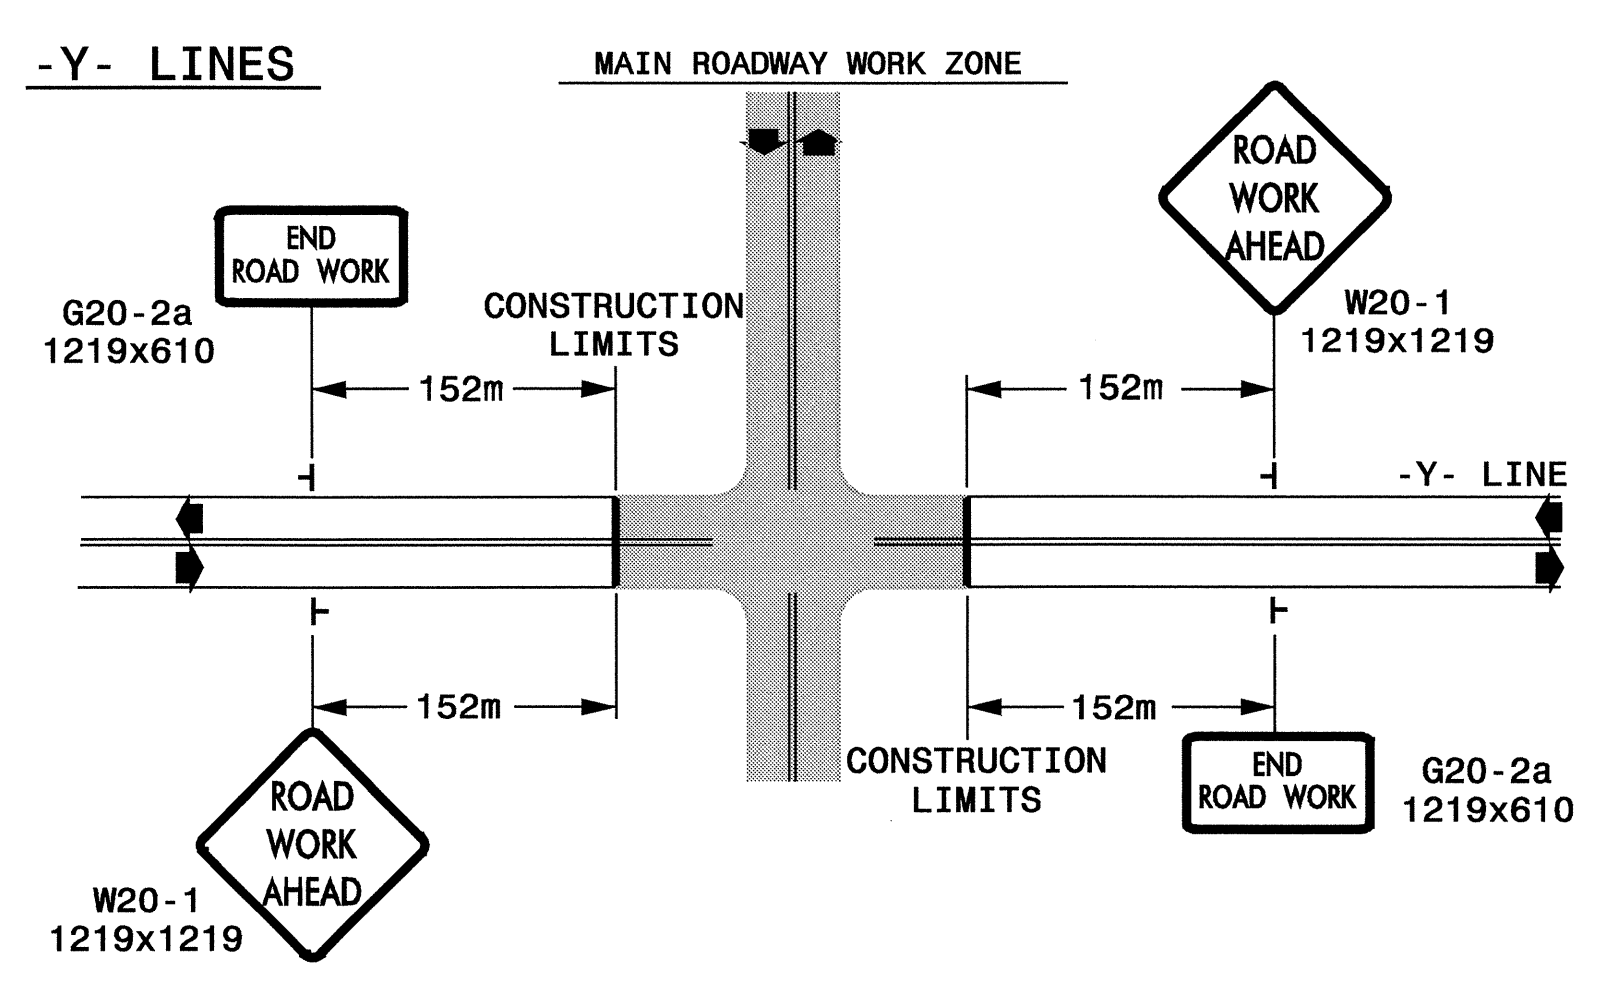 -Y- LINES
MAIN ROADWAY WORK ZONE
ROAD
WORK
AHEAD
END
ROAD WORK
G20-2a
1219x610
CONSTRUCTION
LIMITS
W20-1
1219x1219
152m
152m
-Y- LINE
152m
152m
CONSTRUCTION
LIMITS
END
ROAD WORK
G20-2a
1219x610
ROAD
WORK
AHEAD
W20-1
1219x1219